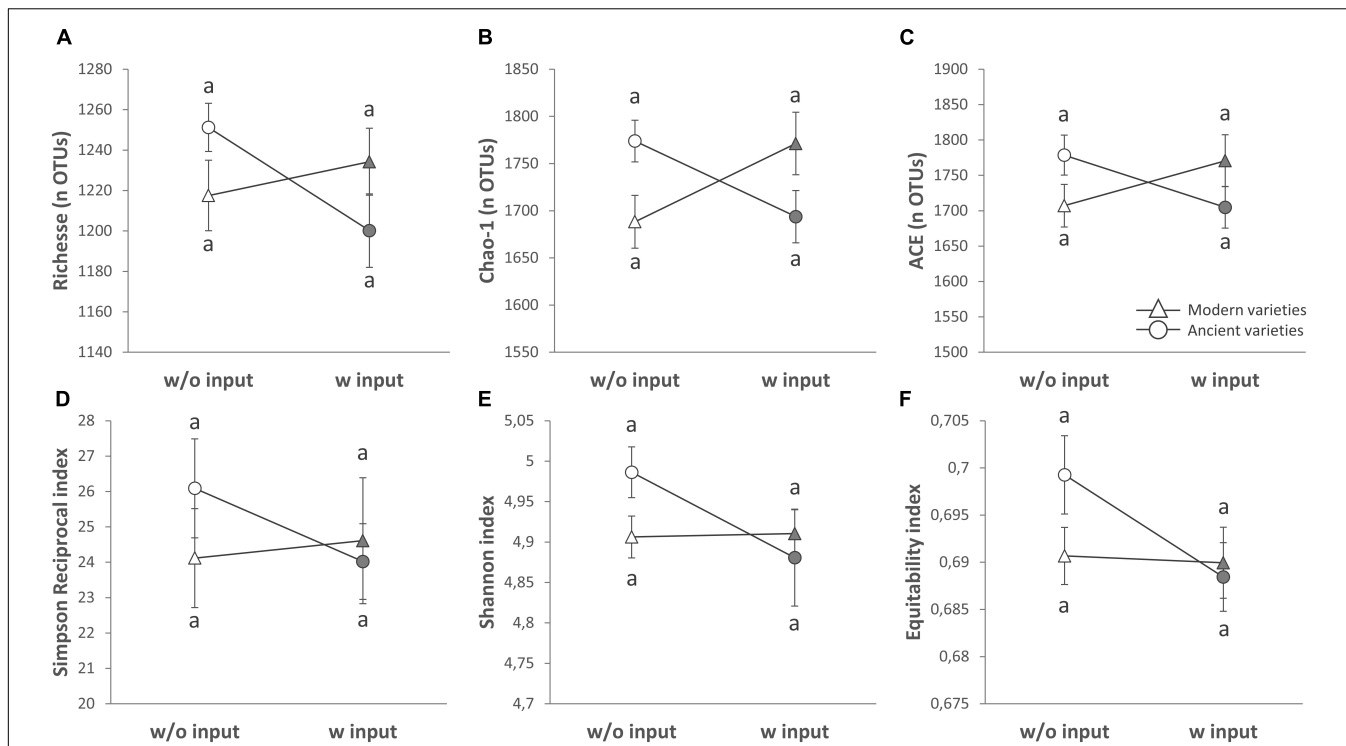 A
Richesse (n OTUs)
1280
1260
1240
1220
1200
1180
1160
1140
a
a
a
a
w/o input
w input
B
Chao-1 (n OTUs)
1850
1800
1750
1700
1650
1600
1550
a
a
a
a
w/o input
w input
C
ACE (n OTUs)
1900
1850
1800
1750
1700
1650
1600
1550
1500
a
a
a
a
Modern varieties
Ancient varieties
w/o input
w input
D
Simpson Reciprocal index
28
27
26
25
24
23
22
21
20
a
a
a
a
w/o input
w input
E
Shannon index
5,05
5
4,95
4,9
4,85
4,8
4,75
4,7
a
a
a
a
w/o input
w input
F
Equitability index
0,705
0,7
0,695
0,69
0,685
0,68
0,675
a
a
a
a
w/o input
w input